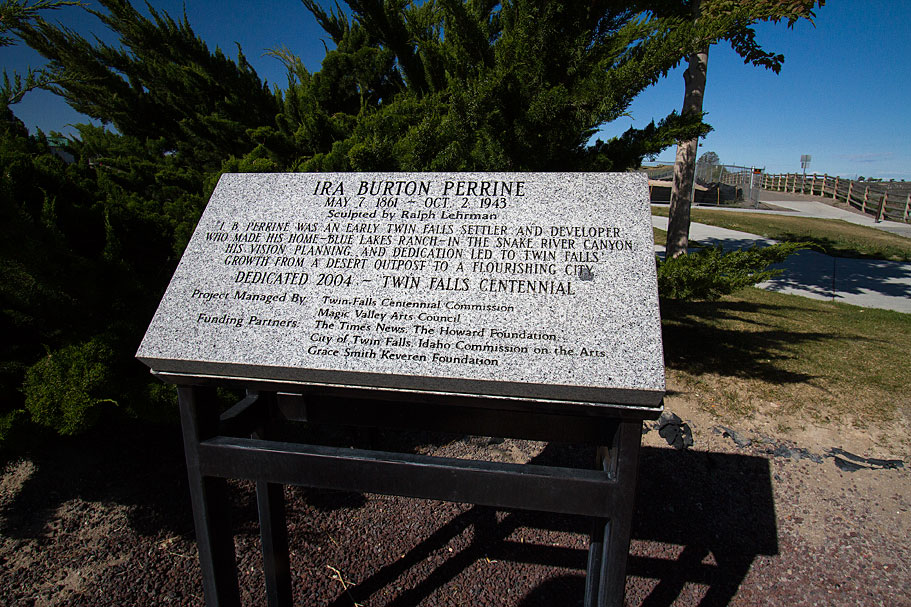 IRA BURTON PERRINE
MAY 7, 1861 - OCT. 2, 1943
Sculpted by Ralph Lehrman
"I. B. PERRINE WAS AN EARLY TWIN FALLS SETTLER AND DEVELOPER
WHO MADE HIS HOME-BLUE LAKES RANCH-IN THE SNAKE RIVER CANYON.
HIS VISION, PLANNING, AND DEDICATION LED TO TWIN FALLS'
GROWTH FROM A DESERT OUTPOST TO A FLOURISHING CITY.
DEDICATED 2004 - TWIN FALLS CENTENNIAL
Project Managed By: Twin Falls Centennial Commission
Magic Valley Arts Council
Funding Partners: The Times News, The Howard Foundation,
City of Twin Falls, Idaho Commission on the Arts,
Grace Smith Keveren Foundation